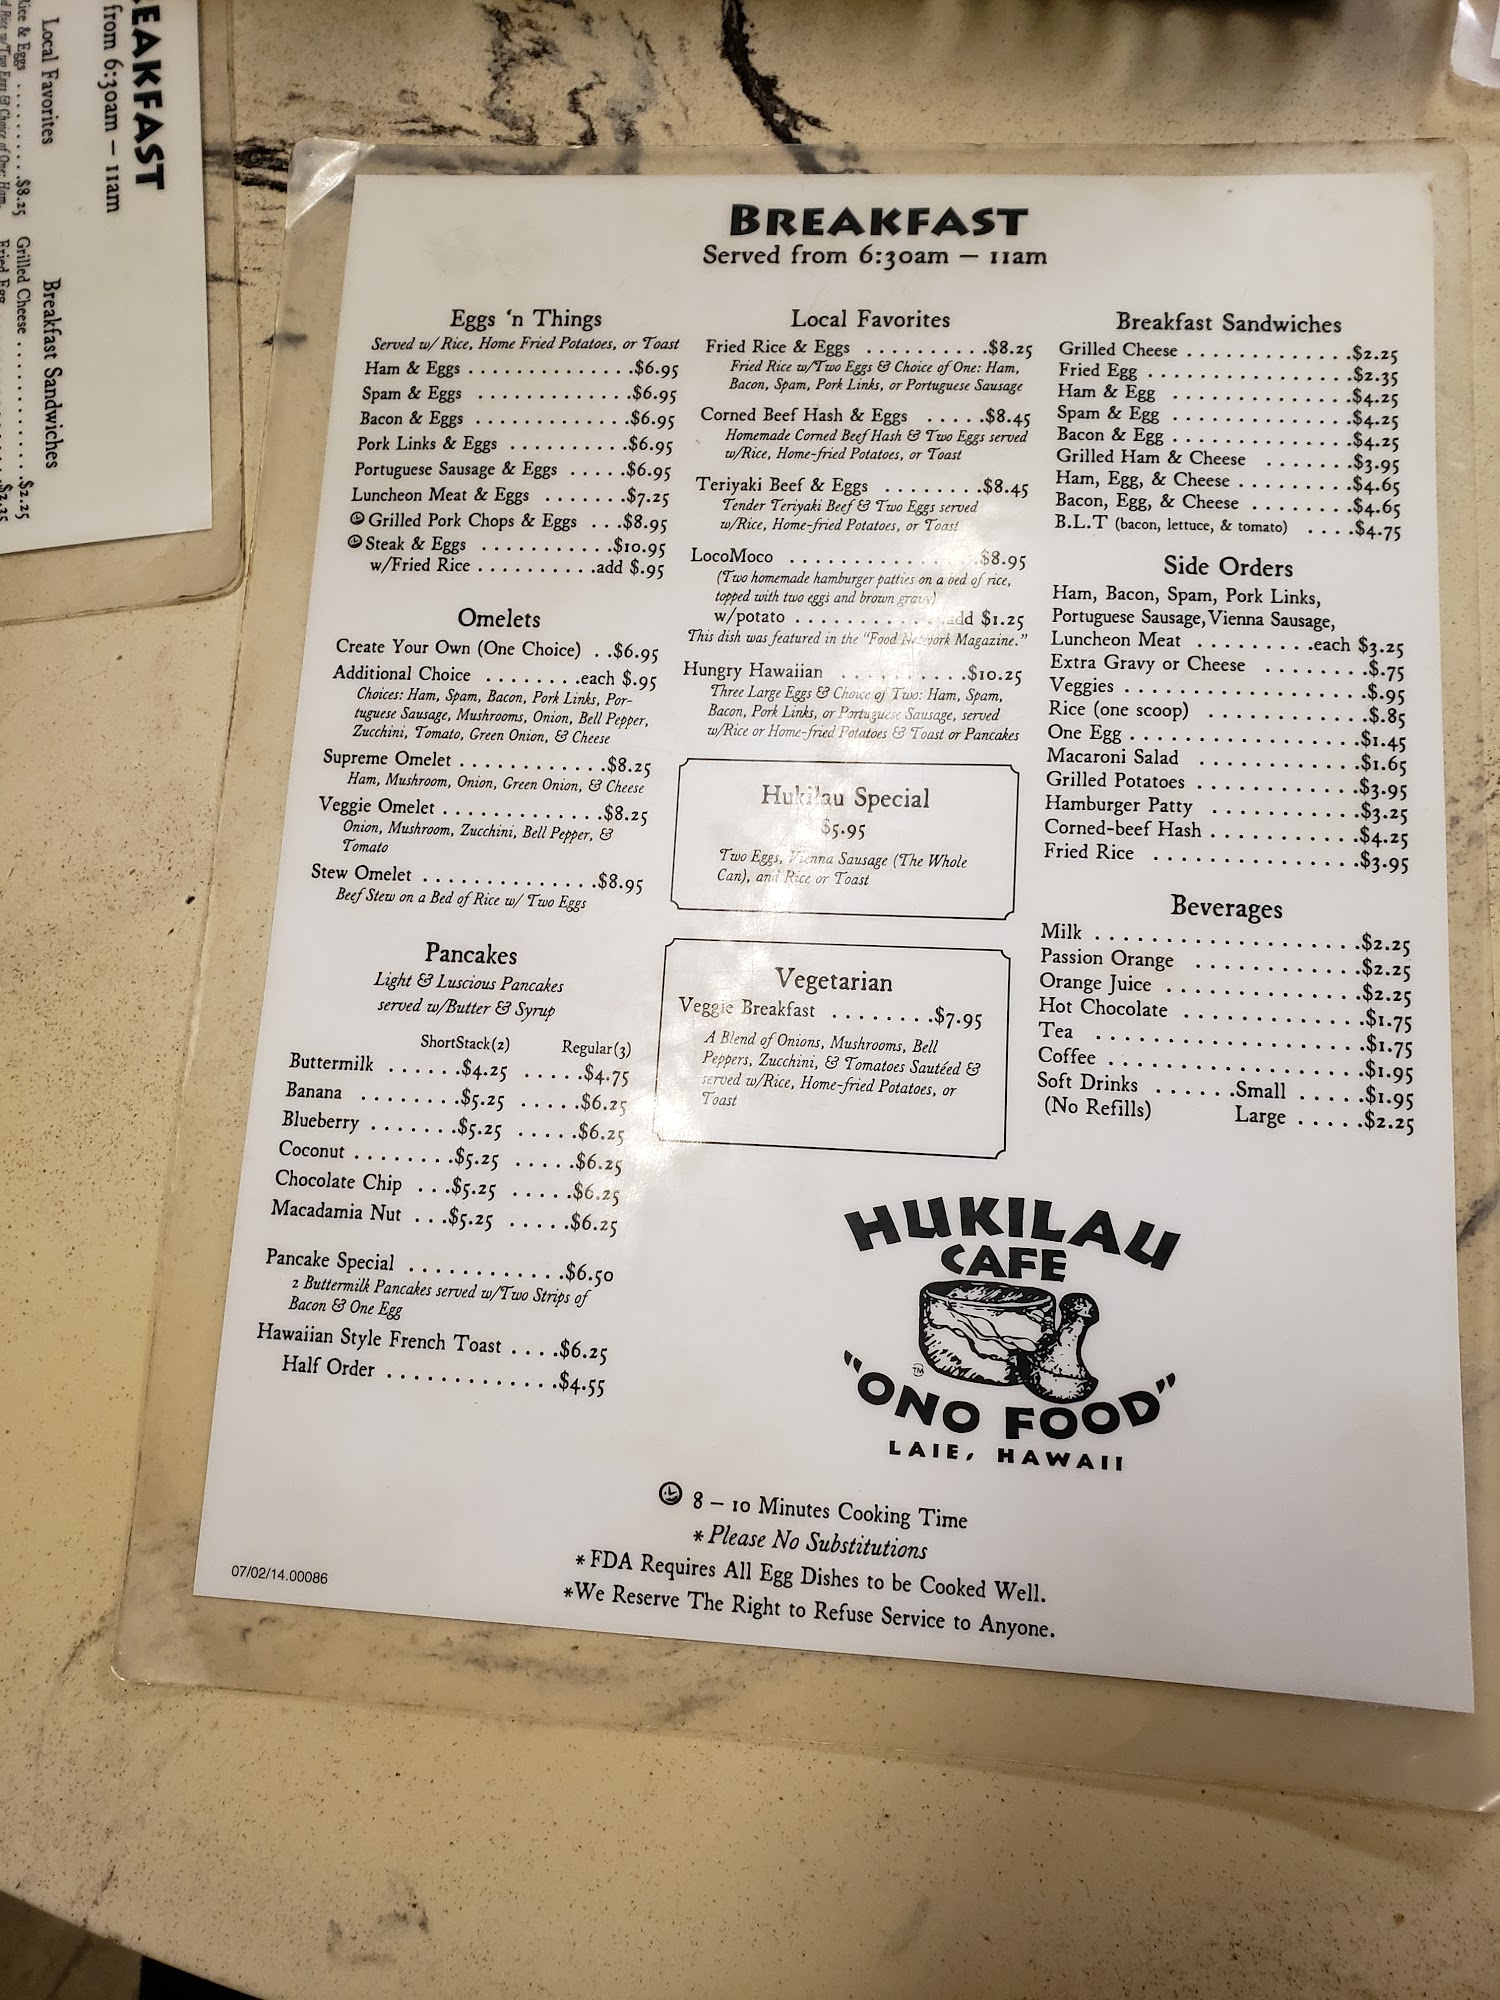 BREAKFAST
Served from 6:30am – 11am
Eggs 'n Things
Served w/ Rice, Home Fried Potatoes, or Toast
Ham & Eggs . . . . . . . . . . . . . .$6.95
Spam & Eggs . . . . . . . . . . . . .$6.95
Bacon & Eggs . . . . . . . . . . . . .$6.95
Pork Links & Eggs . . . . . . . . . .$6.95
Portuguese Sausage & Eggs . . . . .$6.95
Luncheon Meat & Eggs . . . . . . .$7.25
Grilled Pork Chops & Eggs . . .$8.95
Steak & Eggs . . . . . . . . . . .$10.95
w/Fried Rice . . . . . . . . . .add $.95
Omelets
Create Your Own (One Choice) . .$6.95
Additional Choice . . . . . . . .each $.95
Choices: Ham, Spam, Bacon, Pork Links, Por-
tuguese Sausage, Mushrooms, Onion, Bell Pepper,
Zucchini, Tomato, Green Onion, & Cheese
Supreme Omelet . . . . . . . . . . . .$8.25
Ham, Mushroom, Onion, Green Onion, & Cheese
Veggie Omelet . . . . . . . . . . . . .$8.25
Onion, Mushroom, Zucchini, Bell Pepper, &
Tomato
Stew Omelet . . . . . . . . . . . . . .$8.95
Beef Stew on a Bed of Rice w/ Two Eggs
Pancakes
Light & Luscious Pancakes
served w/Butter & Syrup
ShortStack(2) Regular(3)
Buttermilk . . . . . .$4.25 . . . . .$4.75
Banana . . . . . . . .$5.25 . . . . .$6.25
Blueberry . . . . . . .$5.25 . . . . .$6.25
Coconut . . . . . . . .$5.25 . . . . .$6.25
Chocolate Chip . . .$5.25 . . . . .$6.25
Macadamia Nut . . .$5.25 . . . . .$6.25
Pancake Special . . . . . . . . . . . .$6.50
2 Buttermilk Pancakes served w/Two Strips of
Bacon & One Egg
Hawaiian Style French Toast . . . .$6.25
Half Order . . . . . . . . . . . . .$4.55
Local Favorites
Fried Rice & Eggs . . . . . . . . . .$8.25
Fried Rice w/Two Eggs & Choice of One: Ham,
Bacon, Spam, Pork Links, or Portuguese Sausage
Corned Beef Hash & Eggs . . . . .$8.45
Homemade Corned Beef Hash & Two Eggs served
w/Rice, Home-fried Potatoes, or Toast
Teriyaki Beef & Eggs . . . . . . . .$8.45
Tender Teriyaki Beef & Two Eggs served
w/Rice, Home-fried Potatoes, or Toast
LocoMoco . . . . . . . . . . . . . . .$8.95
(Two homemade hamburger patties on a bed of rice,
topped with two eggs and brown gravy)
w/potato . . . . . . . . . . . .add $1.25
This dish was featured in the "Food Network Magazine."
Hungry Hawaiian . . . . . . . . . .$10.25
Three Large Eggs & Choice of Two: Ham, Spam,
Bacon, Pork Links, or Portuguese Sausage, served
w/Rice or Home-fried Potatoes & Toast or Pancakes
Hukilau Special
$5.95
Two Eggs, Vienna Sausage (The Whole
Can), and Rice or Toast
Vegetarian
Veggie Breakfast . . . . . . . .$7.95
A Blend of Onions, Mushrooms, Bell
Peppers, Zucchini, & Tomatoes Sautéed &
served w/Rice, Home-fried Potatoes, or
Toast
Breakfast Sandwiches
Grilled Cheese . . . . . . . . . . . . .$2.25
Fried Egg . . . . . . . . . . . . . . . .$2.35
Ham & Egg . . . . . . . . . . . . . .$4.25
Spam & Egg . . . . . . . . . . . . . .$4.25
Bacon & Egg . . . . . . . . . . . . . .$4.25
Grilled Ham & Cheese . . . . . . .$3.95
Ham, Egg, & Cheese . . . . . . . . .$4.65
Bacon, Egg, & Cheese . . . . . . . .$4.65
B.L.T (bacon, lettuce, & tomato) . . . .$4.75
Side Orders
Ham, Bacon, Spam, Pork Links,
Portuguese Sausage, Vienna Sausage,
Luncheon Meat . . . . . . . . .each $3.25
Extra Gravy or Cheese . . . . . . . .$.75
Veggies . . . . . . . . . . . . . . . . . .$.95
Rice (one scoop) . . . . . . . . . . . .$.85
One Egg . . . . . . . . . . . . . . . . .$1.45
Macaroni Salad . . . . . . . . . . . .$1.65
Grilled Potatoes . . . . . . . . . . . .$3.95
Hamburger Patty . . . . . . . . . . .$3.25
Corned-beef Hash . . . . . . . . . . .$4.25
Fried Rice . . . . . . . . . . . . . . .$3.95
Beverages
Milk . . . . . . . . . . . . . . . . . . .$2.25
Passion Orange . . . . . . . . . . . .$2.25
Orange Juice . . . . . . . . . . . . . .$2.25
Hot Chocolate . . . . . . . . . . . . .$1.75
Tea . . . . . . . . . . . . . . . . . . .$1.75
Coffee . . . . . . . . . . . . . . . . . .$1.95
Soft Drinks . . . . . .Small . . . . .$1.95
(No Refills) Large . . . . .$2.25
HUKILAU
CAFE
TM
"ONO FOOD"
LAIE, HAWAII
8 – 10 Minutes Cooking Time
*Please No Substitutions
*FDA Requires All Egg Dishes to be Cooked Well.
*We Reserve The Right to Refuse Service to Anyone.
07/02/14.00086
EAKFAST
from 6:30am – 11am
Local Favorites
Rice & Eggs . . . . . . . . . .$8.25
Breakfast Sandwiches
Grilled Cheese . . . . . . . . . . . . .$2.25
Fried Egg $2.35